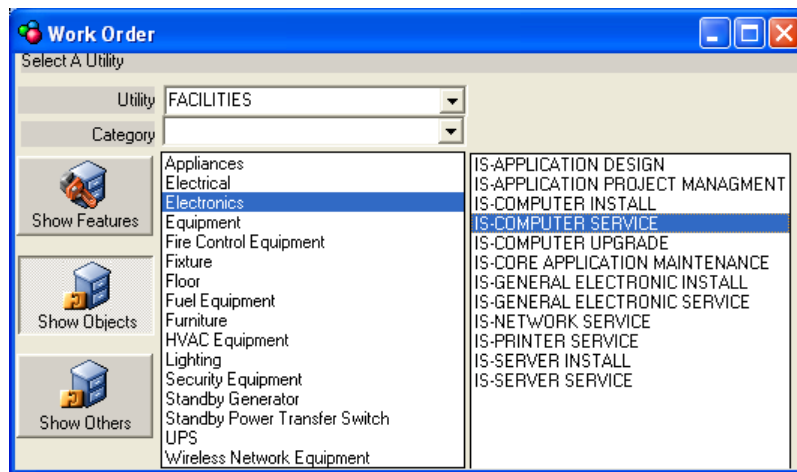 Work Order
Select A Utility
Utility FACILITIES
Category
Show Features
Show Objects
Show Others
Appliances
Electrical
Electronics
Equipment
Fire Control Equipment
Fixture
Floor
Fuel Equipment
Furniture
HVAC Equipment
Lighting
Security Equipment
Standby Generator
Standby Power Transfer Switch
UPS
Wireless Network Equipment
IS-APPLICATION DESIGN
IS-APPLICATION PROJECT MANAGMENT
IS-COMPUTER INSTALL
IS-COMPUTER SERVICE
IS-COMPUTER UPGRADE
IS-CORE APPLICATION MAINTENANCE
IS-GENERAL ELECTRONIC INSTALL
IS-GENERAL ELECTRONIC SERVICE
IS-NETWORK SERVICE
IS-PRINTER SERVICE
IS-SERVER INSTALL
IS-SERVER SERVICE